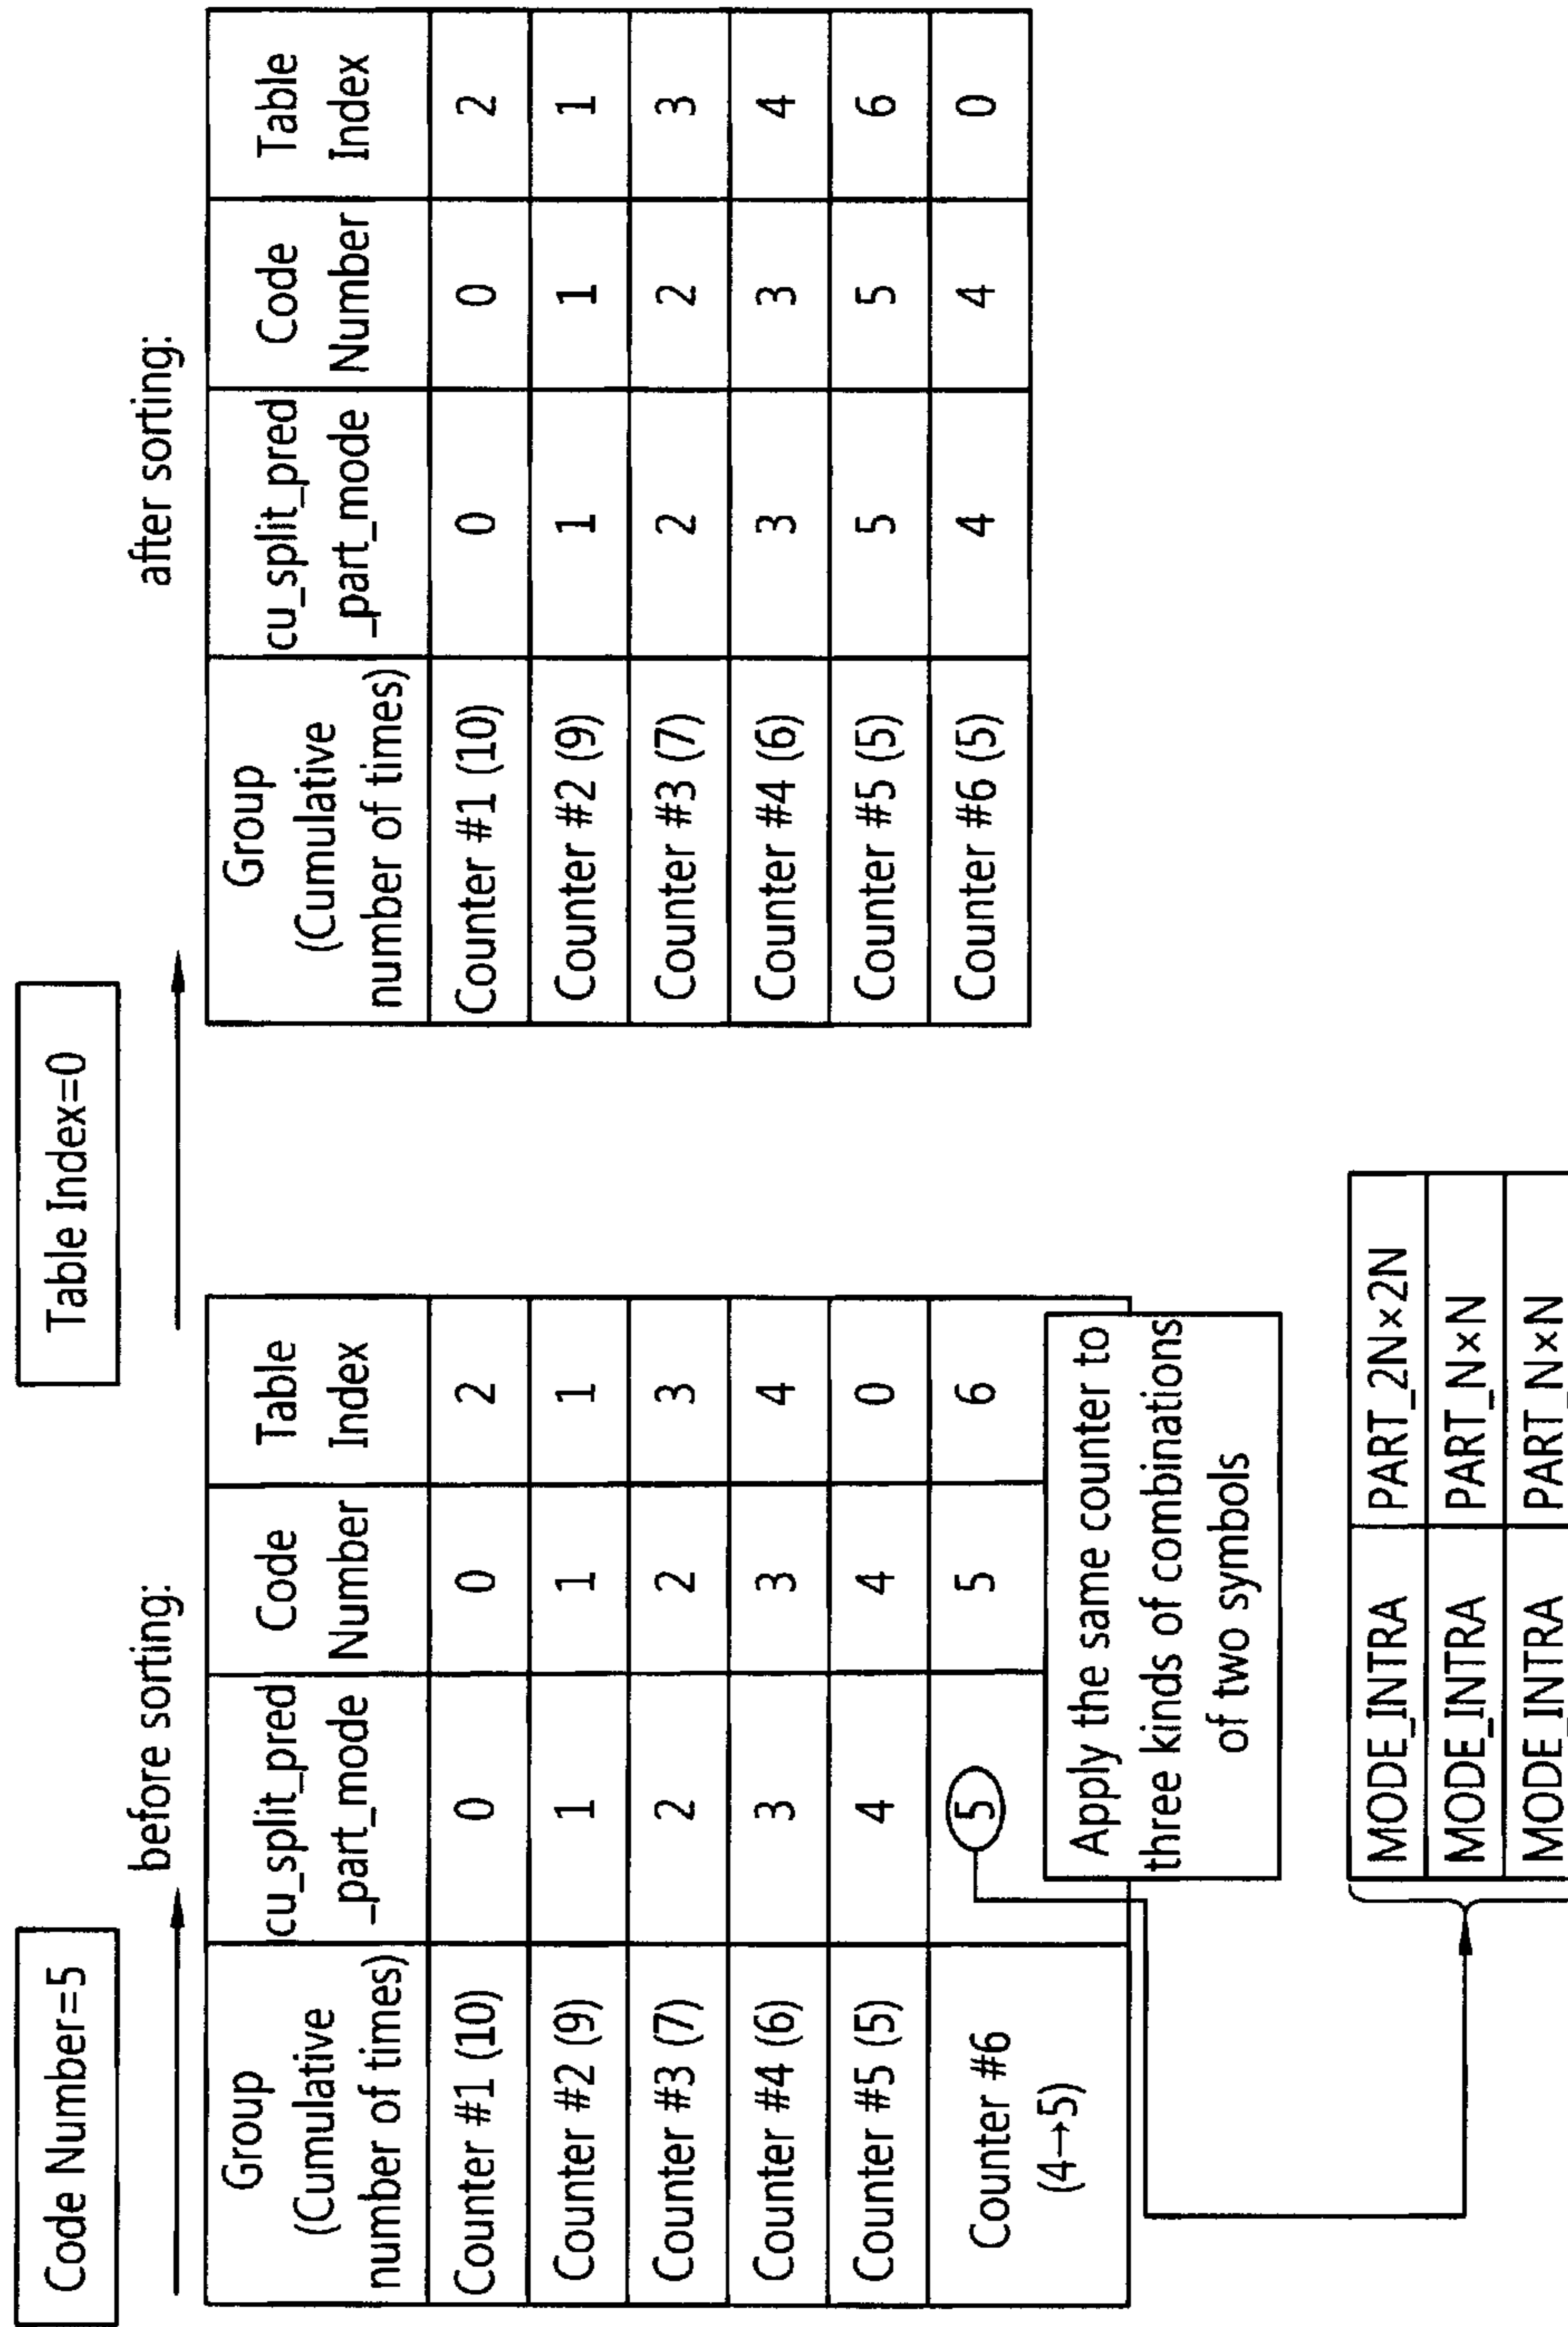 Code Number=5
before sorting:
Group
(Cumulative
number of times)
cu_split_pred
_part_mode
Code
Number
Table
Index
Counter #1 (10)
0
0
2
Counter #2 (9)
1
1
1
Counter #3 (7)
2
2
3
Counter #4 (6)
3
3
4
Counter #5 (5)
4
4
0
Counter #6
(4→5)
5
5
6
Apply the same counter to
three kinds of combinations
of two symbols
MODE_INTRA
PART_2N×2N
MODE_INTRA
PART_N×N
MODE_INTRA
PART_N×N
Table Index=0
after sorting:
Group
(Cumulative
number of times)
cu_split_pred
_part_mode
Code
Number
Table
Index
Counter #1 (10)
0
0
2
Counter #2 (9)
1
1
1
Counter #3 (7)
2
2
3
Counter #4 (6)
3
3
4
Counter #5 (5)
5
5
6
Counter #6 (5)
4
4
0